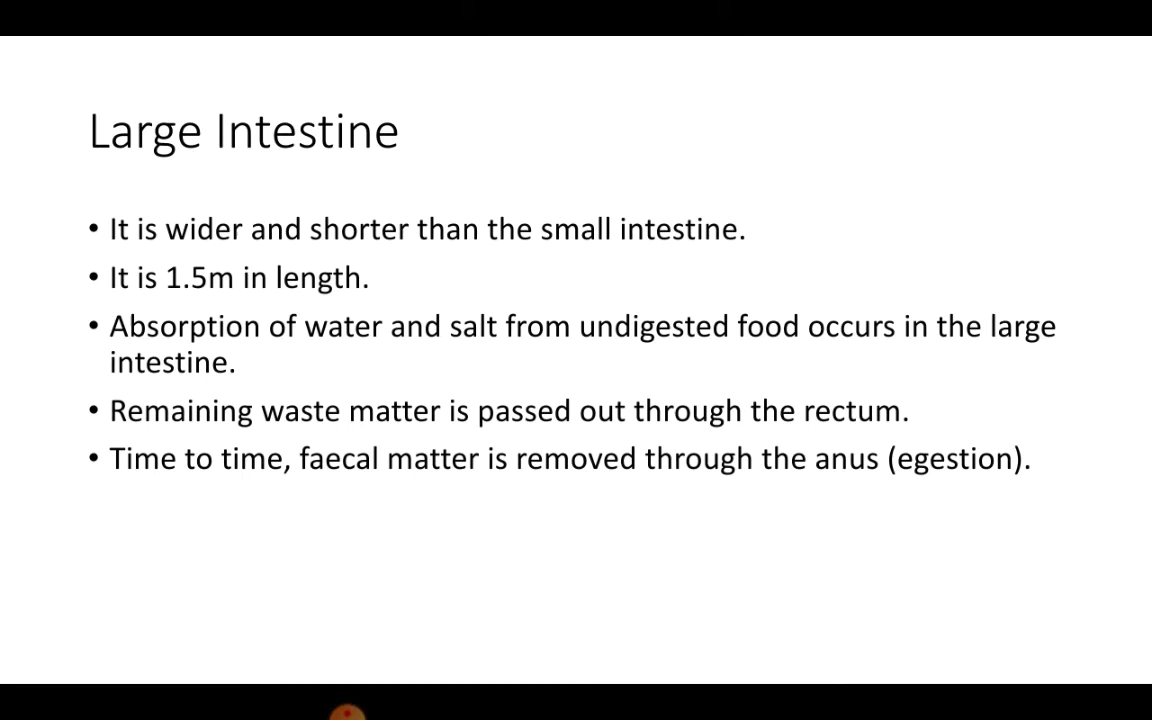 Large Intestine
• It is wider and shorter than the small intestine.
• It is 1.5m in length.
• Absorption of water and salt from undigested food occurs in the large
intestine.
• Remaining waste matter is passed out through the rectum.
• Time to time, faecal matter is removed through the anus (egestion).